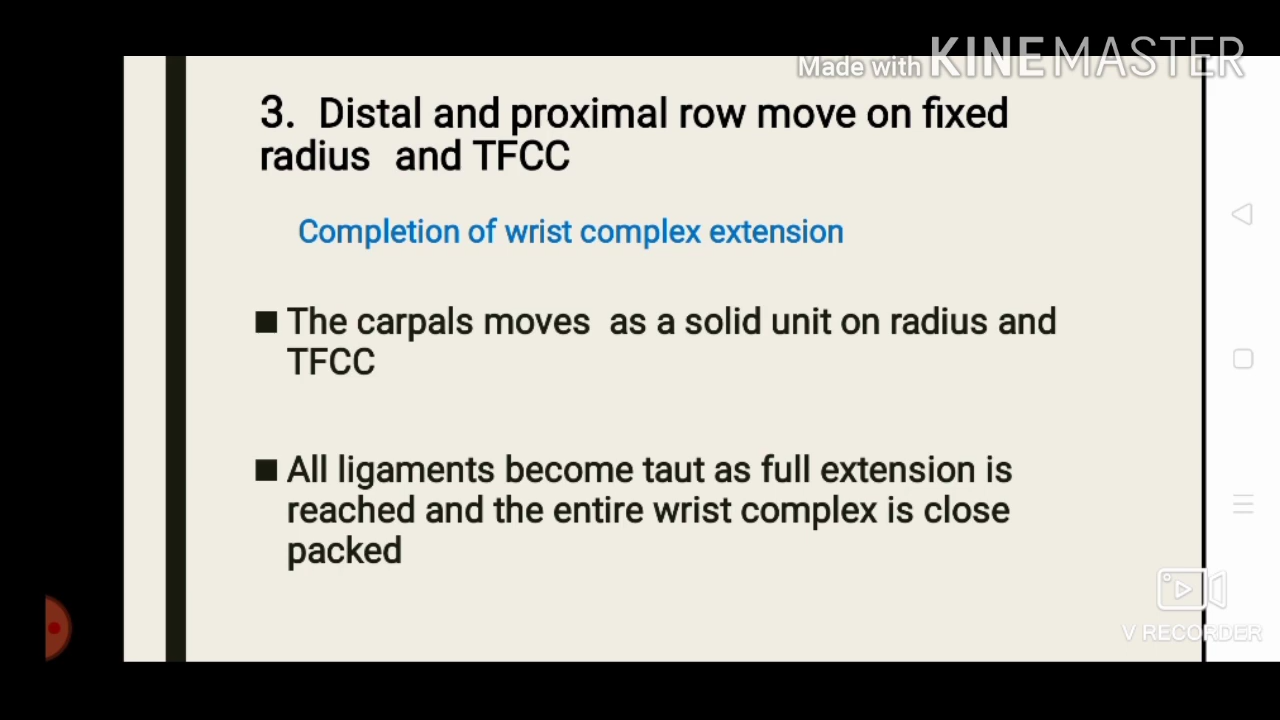 Made with KINEMASTER
3. Distal and proximal row move on fixed
radius and TFCC
Completion of wrist complex extension
■ The carpals moves as a solid unit on radius and
TFCC
■ All ligaments become taut as full extension is
reached and the entire wrist complex is close
packed
V RECORDER